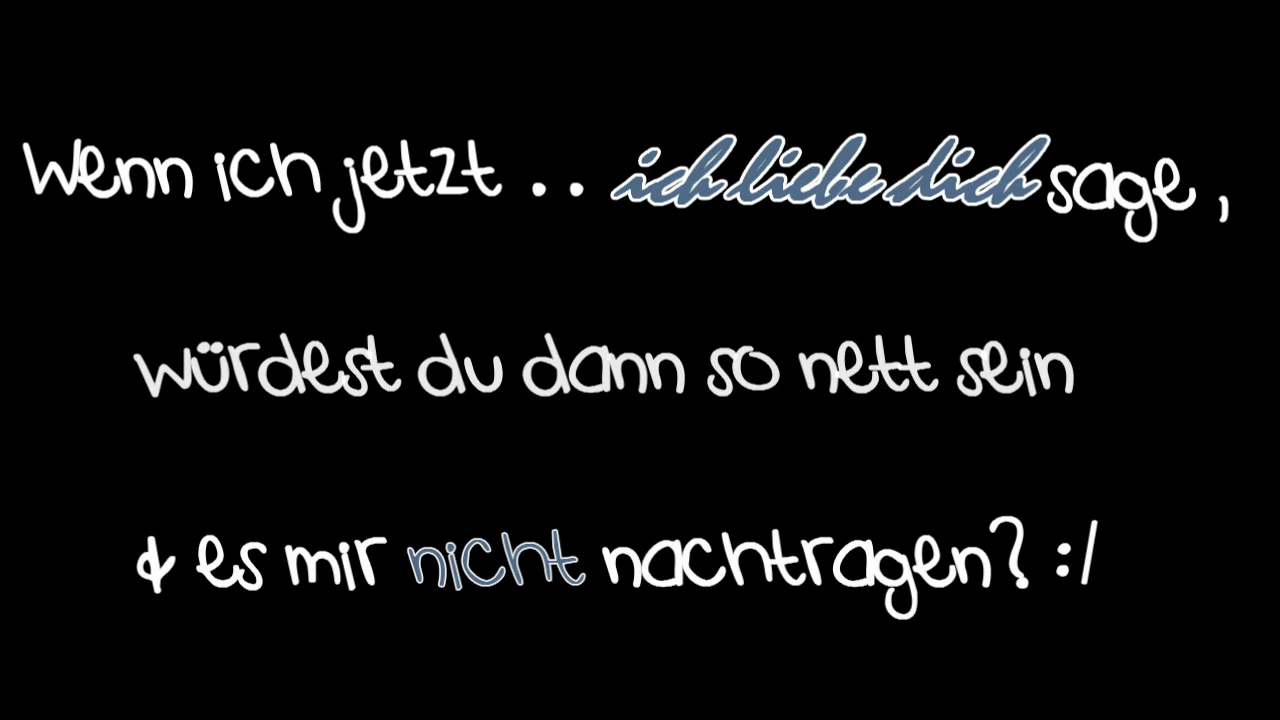 Wenn ich jetzt . . ich liebe dich sage ,
würdest du dann so nett sein
& es mir nicht nachtragen? :/